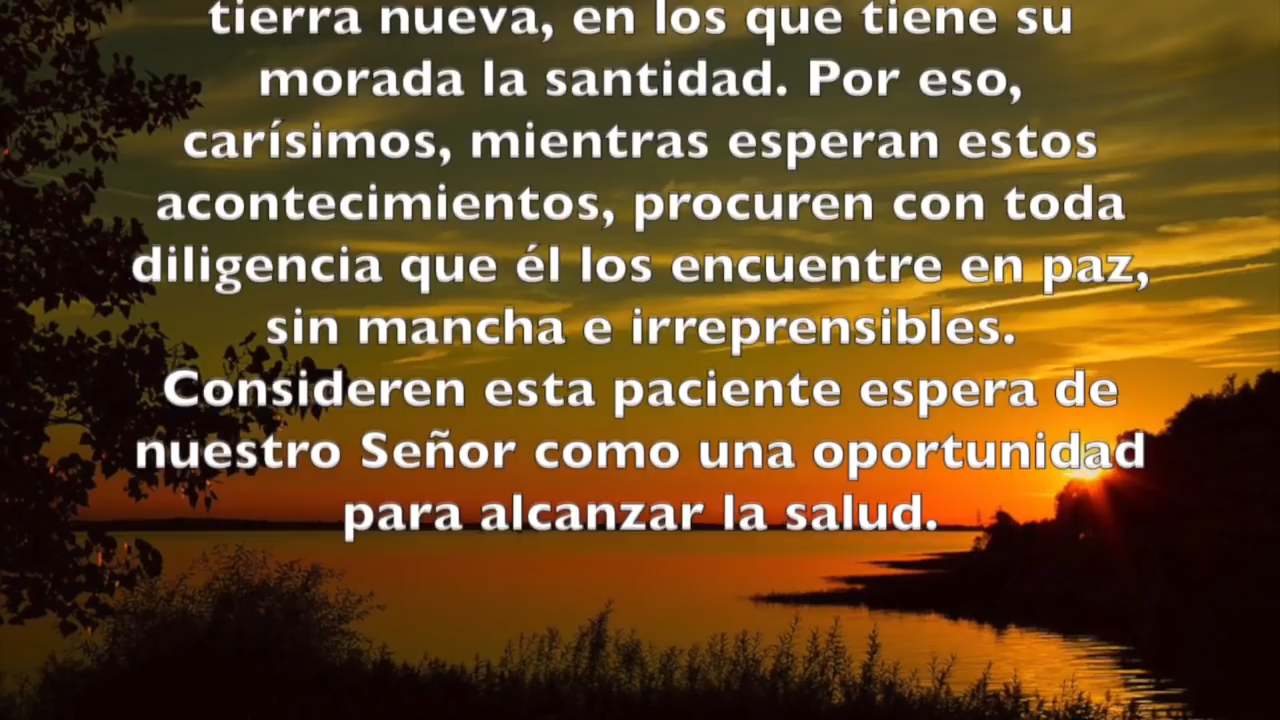 tierra nueva, en los que tiene su
morada la santidad. Por eso,
carísimos, mientras esperan estos
acontecimientos, procuren con toda
diligencia que él los encuentre en paz,
sin mancha e irreprensibles.
Consideren esta paciente espera de
nuestro Señor como una oportunidad
para alcanzar la salud.